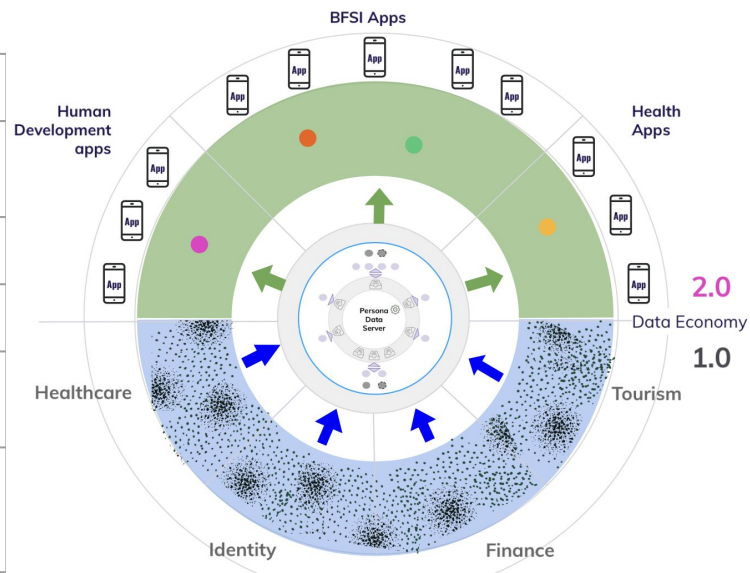 BFSI Apps
App
App
App
App
App
Human
Development
apps
Health
Apps
App
App
App
App
App
App
Persona
Data
Server
2.0
Data Economy
1.0
Healthcare
Tourism
Identity
Finance